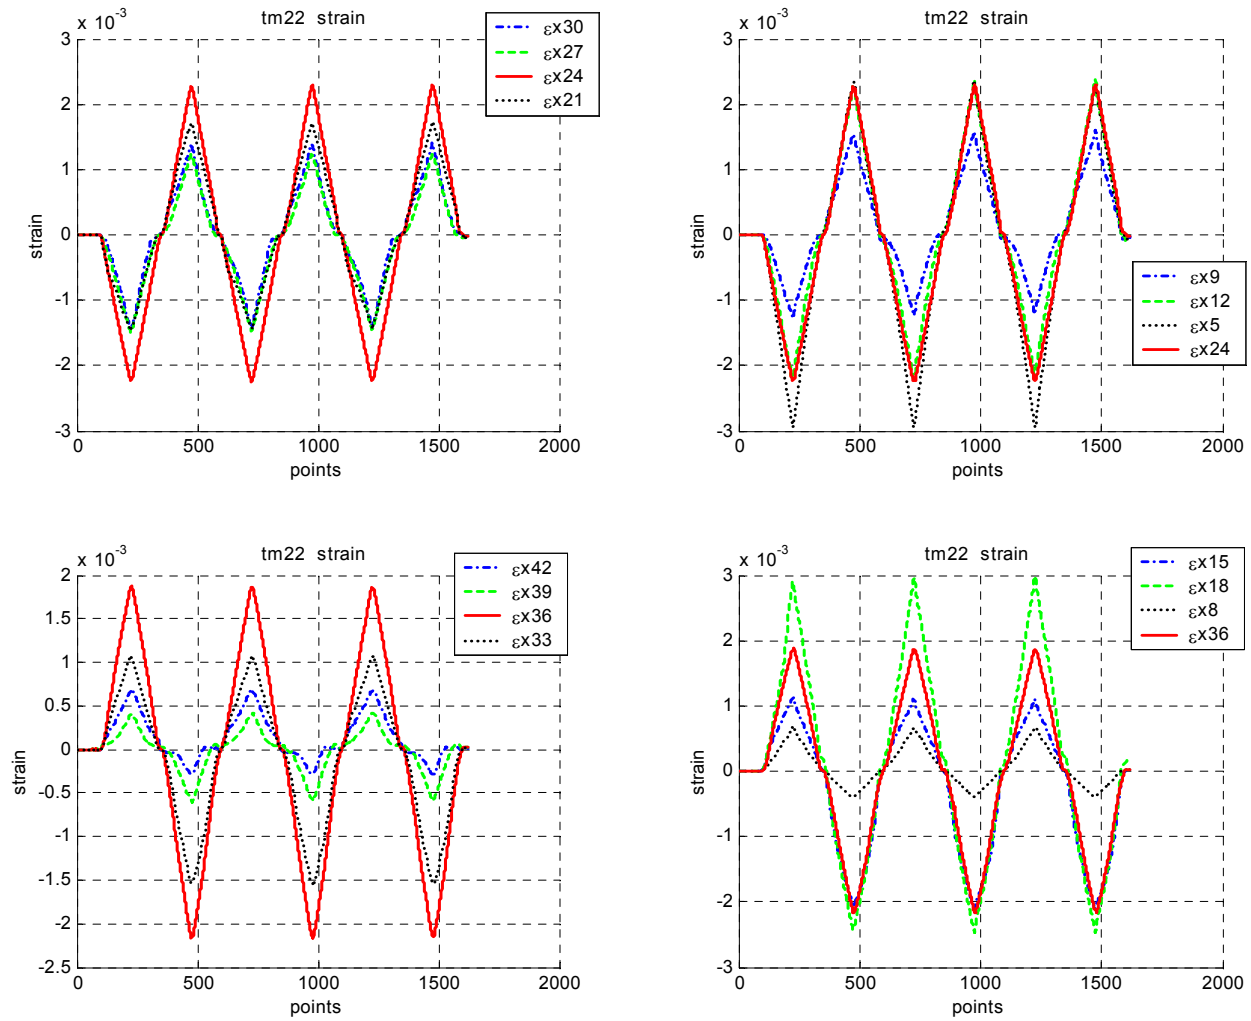 x 10-3
tm22 strain
εx30
εx27
εx24
εx21
3
2
1
0
-1
-2
-3
strain
0
500
1000
1500
2000
points
x 10-3
tm22 strain
3
2
1
0
-1
-2
-3
strain
εx9
εx12
εx5
εx24
0
500
1000
1500
2000
points
x 10-3
tm22 strain
εx42
εx39
εx36
εx33
2
1.5
1
0.5
0
-0.5
-1
-1.5
-2
-2.5
strain
0
500
1000
1500
2000
points
x 10-3
tm22 strain
εx15
εx18
εx8
εx36
3
2
1
0
-1
-2
-3
strain
0
500
1000
1500
2000
points